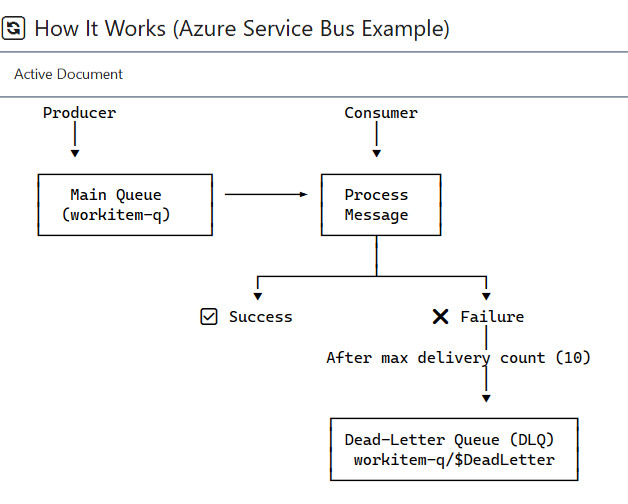 How It Works (Azure Service Bus Example)
Active Document
Producer
Consumer
Main Queue
(workitem-q)
Process
Message
Success
Failure
After max delivery count (10)
Dead-Letter Queue (DLQ)
workitem-q/$DeadLetter